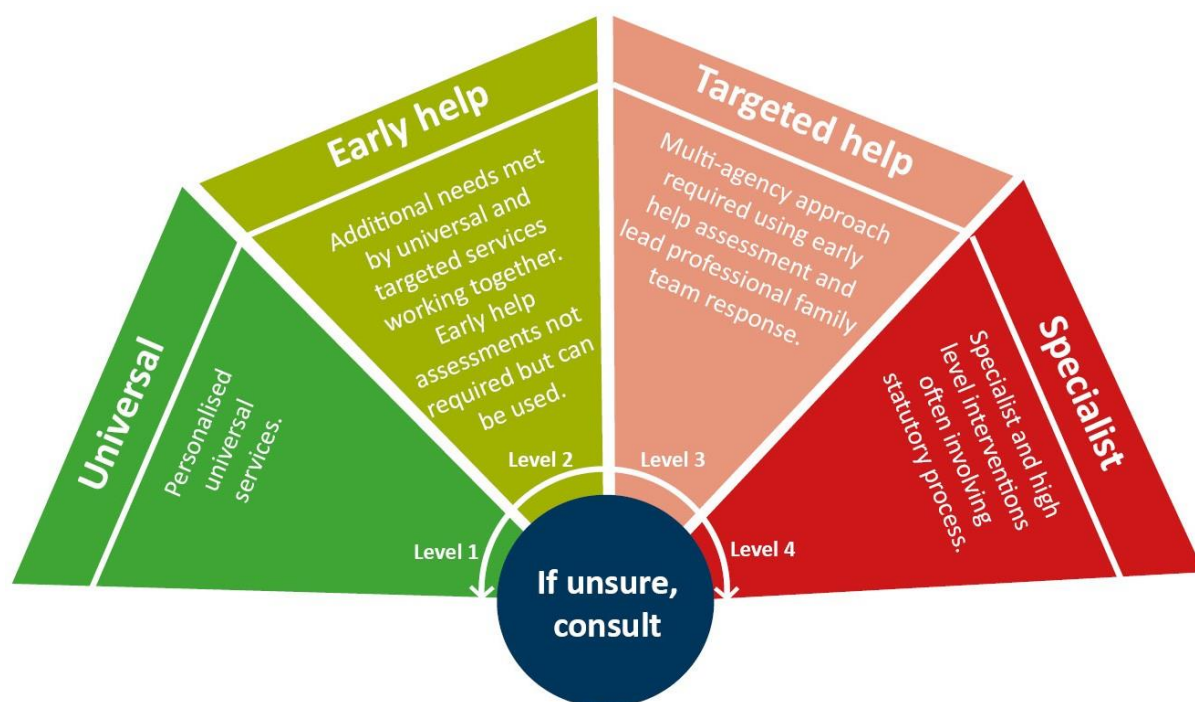 Universal
Personalised
universal
services.
Level 1
Early help
Additional needs met
by universal and
targeted services
working together.
Early help
assessments not
required but can
be used.
Level 2
Targeted help
Multi-agency approach
required using early
help assessment and
lead professional family
team response.
Level 3
Specialist
Specialist and high
level interventions
often involving
statutory process.
Level 4
If unsure,
consult